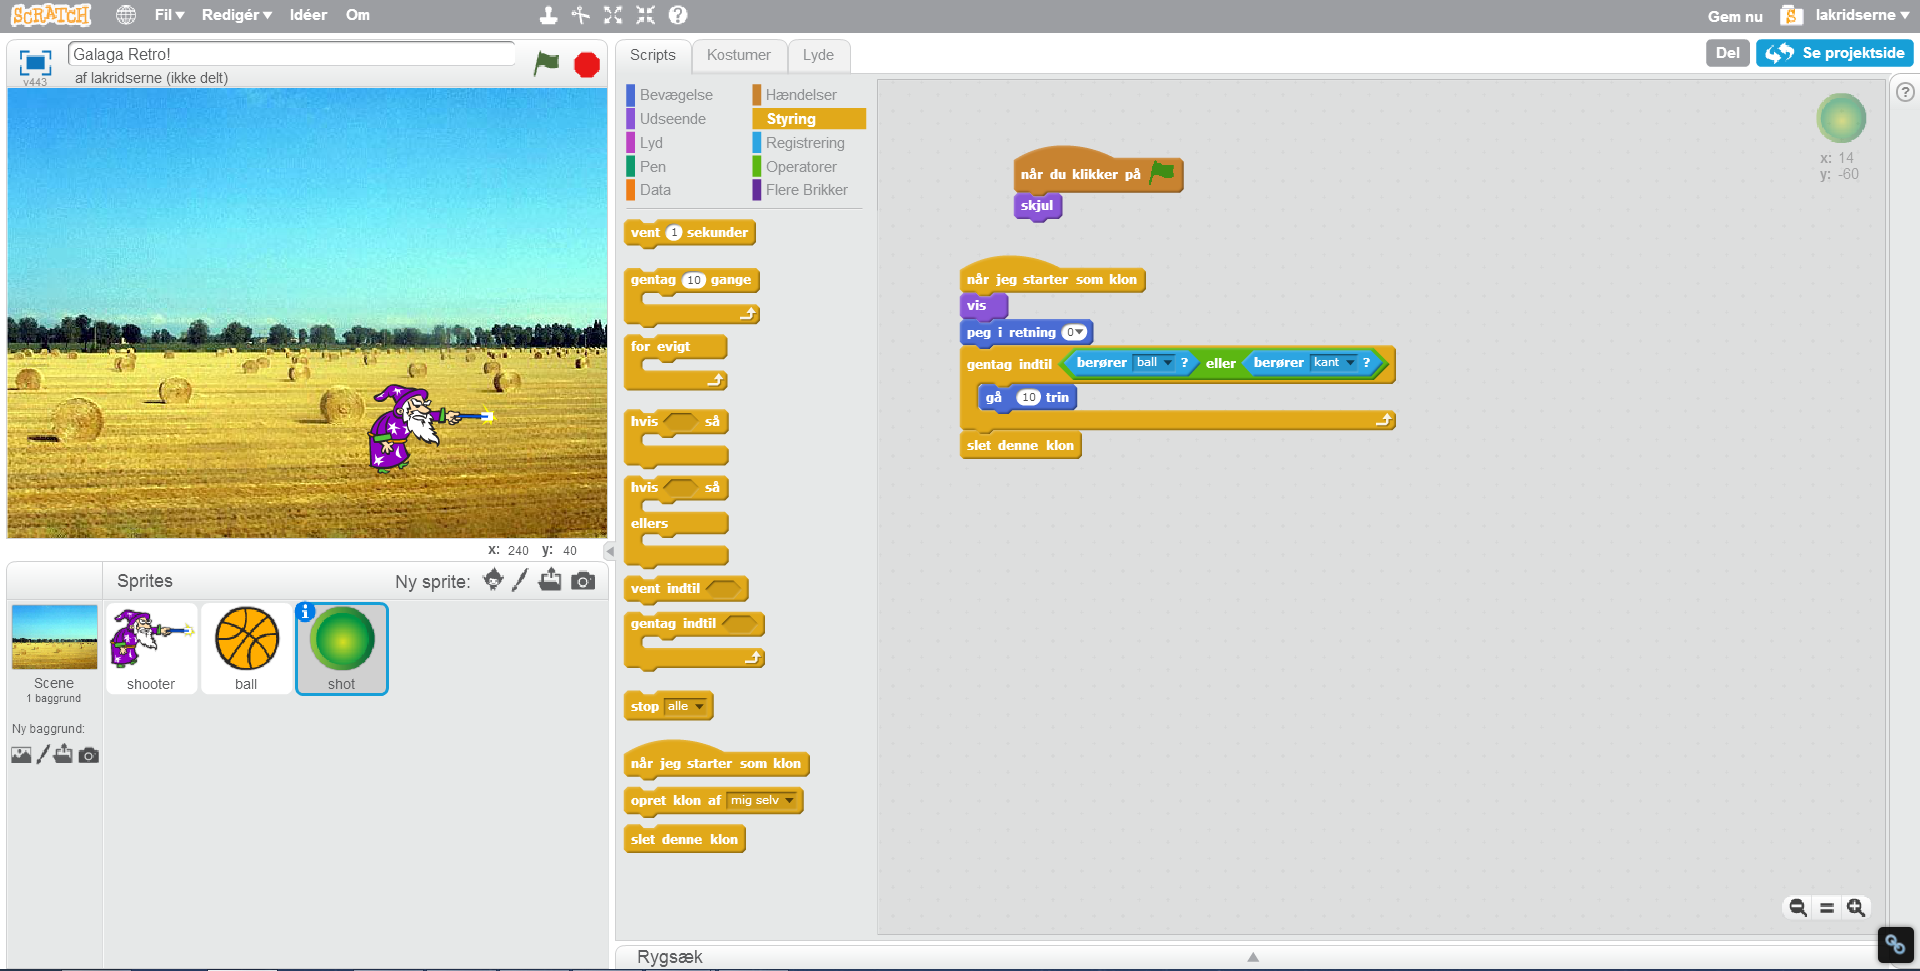 SCRATCH
Fil
Redigér
Idéer
Om
Gem nu
lakridserne
v443
Galaga Retro!
af lakridserne (ikke delt)
Scripts
Kostumer
Lyde
Del
Se projektside
Bevægelse
Hændelser
Udseende
Styring
Lyd
Registrering
Pen
Operatorer
Data
Flere Brikker
vent 1 sekunder
gentag 10 gange
for evigt
hvis så
hvis så
ellers
vent indtil
gentag indtil
stop alle
når jeg starter som klon
opret klon af mig selv
slet denne klon
når du klikker på
skjul
når jeg starter som klon
vis
peg i retning 0
gentag indtil berører ball ? eller berører kant ?
gå 10 trin
slet denne klon
x: 14
y: -60
x: 240 y: 40
Sprites
Ny sprite:
Scene
1 baggrund
Ny baggrund:
shooter
ball
shot
Rygsæk